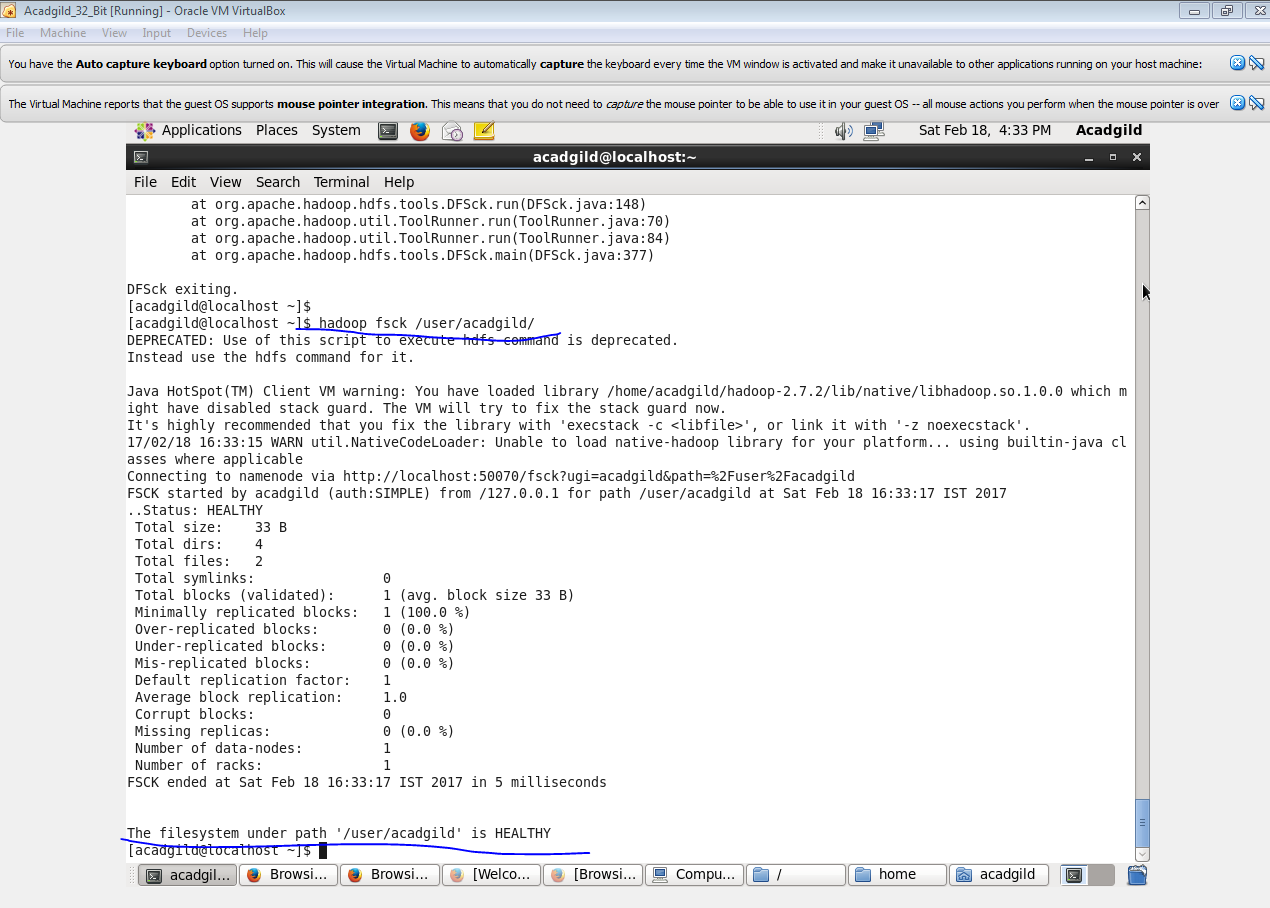 Acadgild_32_Bit [Running] - Oracle VM VirtualBox
File Machine View Input Devices Help
You have the Auto capture keyboard option turned on. This will cause the Virtual Machine to automatically capture the keyboard every time the VM window is activated and make it unavailable to other applications running on your host machine:
The Virtual Machine reports that the guest OS supports mouse pointer integration. This means that you do not need to capture the mouse pointer to be able to use it in your guest OS -- all mouse actions you perform when the mouse pointer is over
Applications Places System Sat Feb 18, 4:33 PM Acadgild
acadgild@localhost:~
File Edit View Search Terminal Help
at org.apache.hadoop.hdfs.tools.DFSck.run(DFSck.java:148)
at org.apache.hadoop.util.ToolRunner.run(ToolRunner.java:70)
at org.apache.hadoop.util.ToolRunner.run(ToolRunner.java:84)
at org.apache.hadoop.hdfs.tools.DFSck.main(DFSck.java:377)
DFSck exiting.
[acadgild@localhost ~]$
[acadgild@localhost ~]$ hadoop fsck /user/acadgild/
DEPRECATED: Use of this script to execute hdfs command is deprecated.
Instead use the hdfs command for it.
Java HotSpot(TM) Client VM warning: You have loaded library /home/acadgild/hadoop-2.7.2/lib/native/libhadoop.so.1.0.0 which m
ight have disabled stack guard. The VM will try to fix the stack guard now.
It's highly recommended that you fix the library with 'execstack -c <libfile>', or link it with '-z noexecstack'.
17/02/18 16:33:15 WARN util.NativeCodeLoader: Unable to load native-hadoop library for your platform... using builtin-java cl
asses where applicable
Connecting to namenode via http://localhost:50070/fsck?ugi=acadgild&path=%2Fuser%2Facadgild
FSCK started by acadgild (auth:SIMPLE) from /127.0.0.1 for path /user/acadgild at Sat Feb 18 16:33:17 IST 2017
..Status: HEALTHY
Total size: 33 B
Total dirs: 4
Total files: 2
Total symlinks: 0
Total blocks (validated): 1 (avg. block size 33 B)
Minimally replicated blocks: 1 (100.0 %)
Over-replicated blocks: 0 (0.0 %)
Under-replicated blocks: 0 (0.0 %)
Mis-replicated blocks: 0 (0.0 %)
Default replication factor: 1
Average block replication: 1.0
Corrupt blocks: 0
Missing replicas: 0 (0.0 %)
Number of data-nodes: 1
Number of racks: 1
FSCK ended at Sat Feb 18 16:33:17 IST 2017 in 5 milliseconds
The filesystem under path '/user/acadgild' is HEALTHY
[acadgild@localhost ~]$
acadgil... Browsi... Browsi... [Welco... [Browsi... Compu... / home acadgild